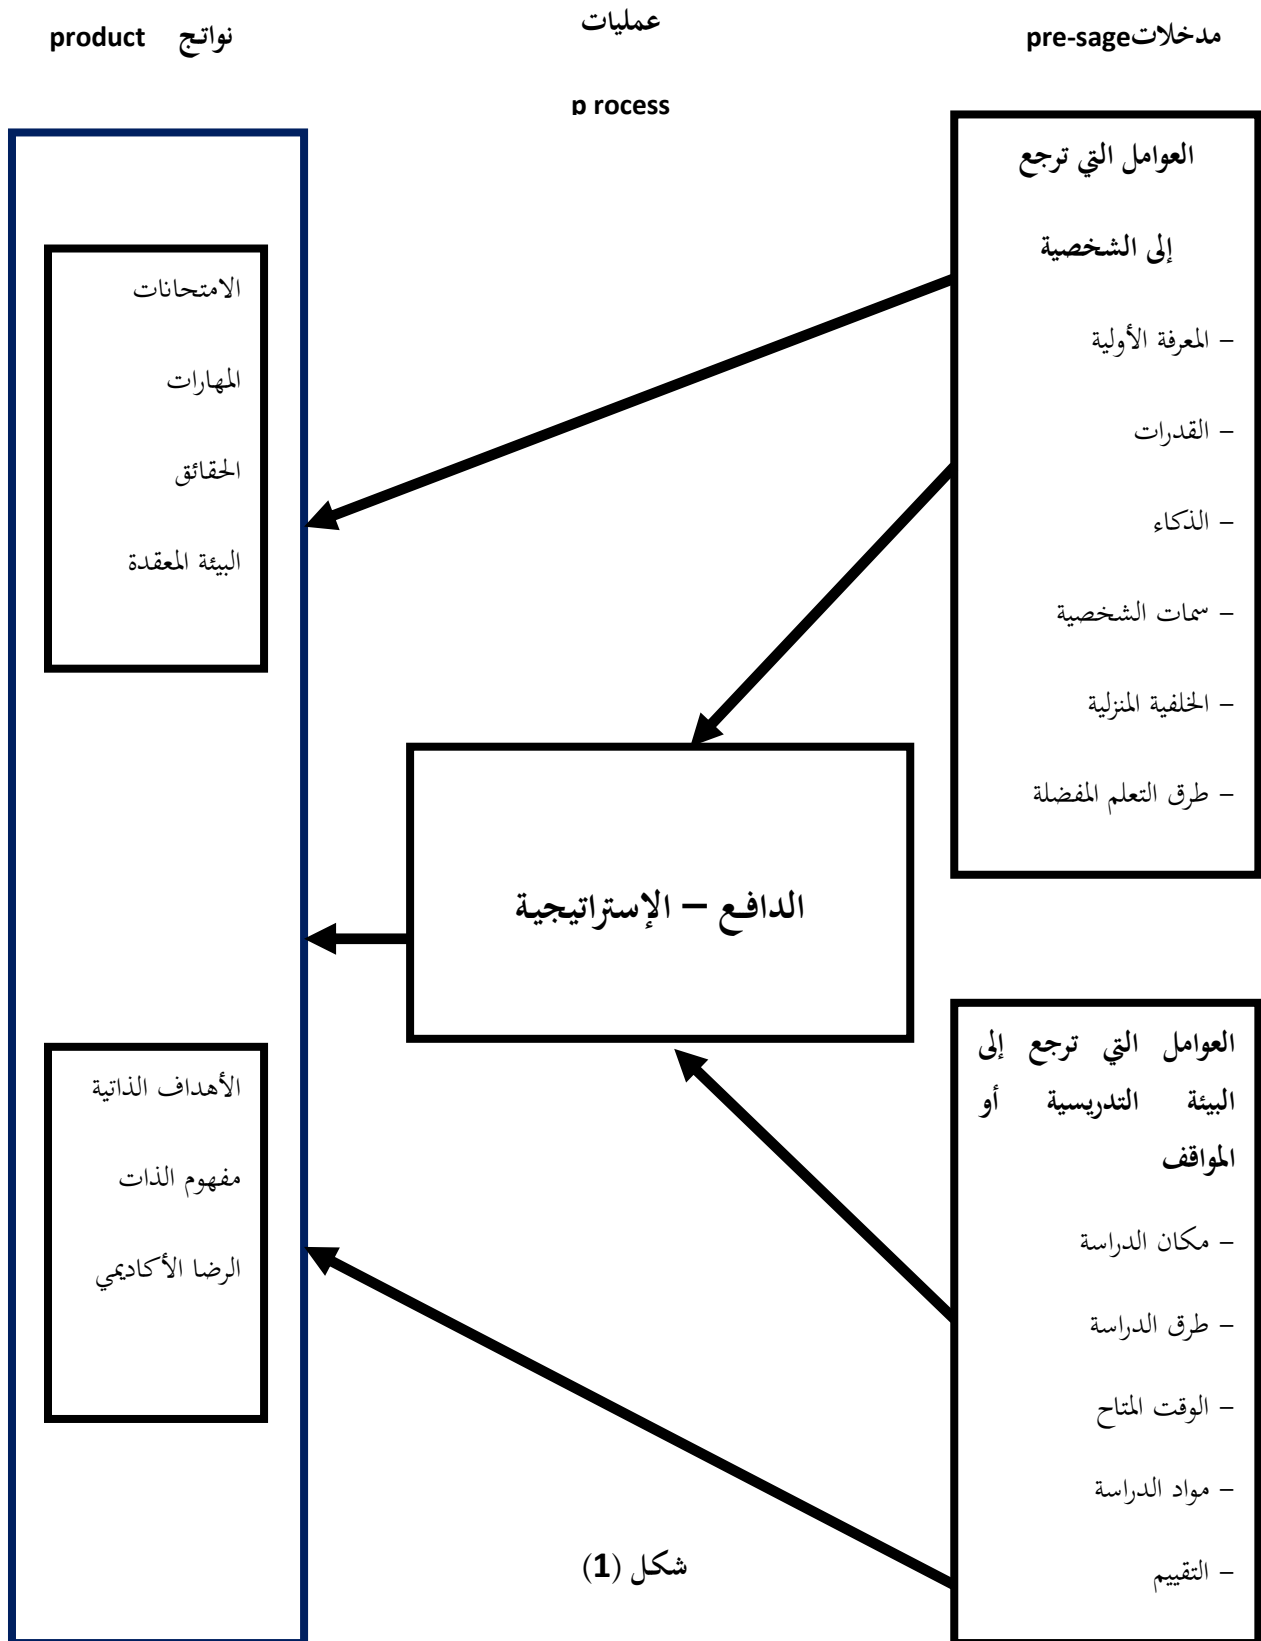 مدخلات pre-sage
عمليات
p rocess
نواتج product
العوامل التي ترجع
إلى الشخصية
– المعرفة الأولية
– القدرات
– الذكاء
– سمات الشخصية
– الخلفية المنزلية
– طرق التعلم المفضلة
العوامل التي ترجع إلى
البيئة التدريسية أو
المواقف
– مكان الدراسة
– طرق الدراسة
– الوقت المتاح
– مواد الدراسة
– التقييم
الدافع – الإستراتيجية
الامتحانات
المهارات
الحقائق
البيئة المعقدة
الأهداف الذاتية
مفهوم الذات
الرضا الأكاديمي
شكل (1)